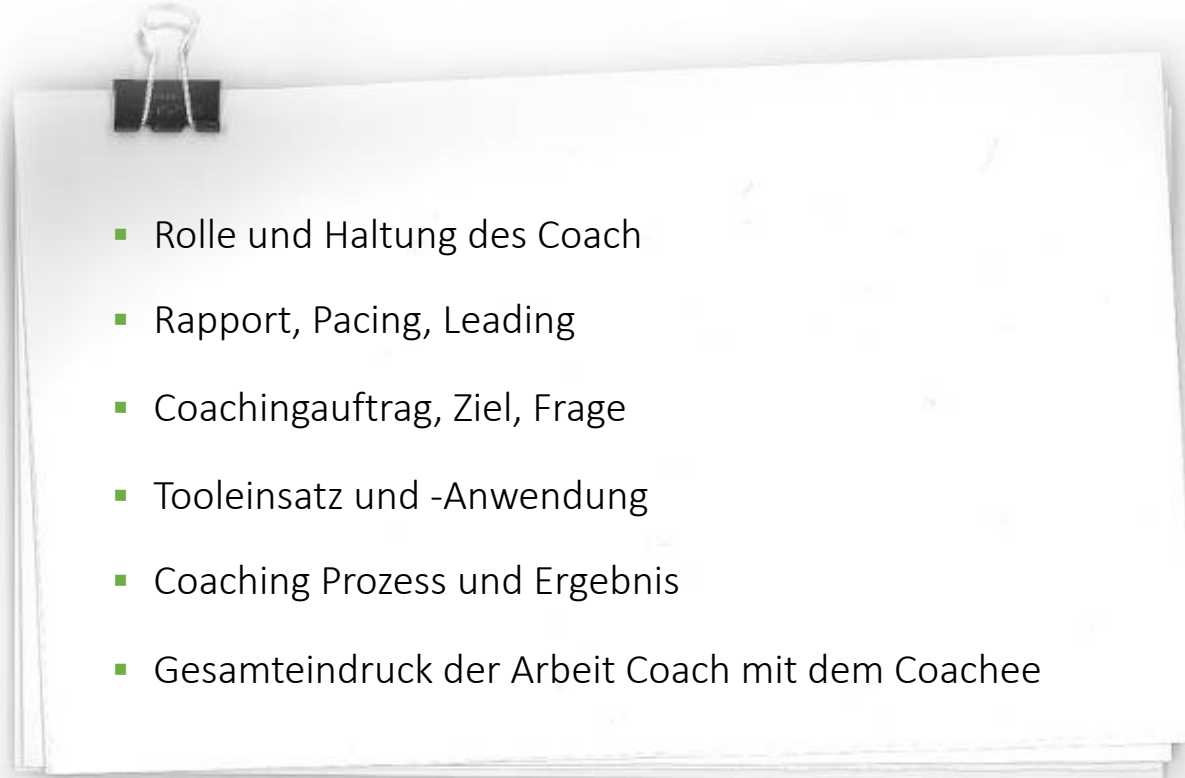 ▪ Rolle und Haltung des Coach
▪ Rapport, Pacing, Leading
▪ Coachingauftrag, Ziel, Frage
▪ Tooleinsatz und -Anwendung
▪ Coaching Prozess und Ergebnis
▪ Gesamteindruck der Arbeit Coach mit dem Coachee